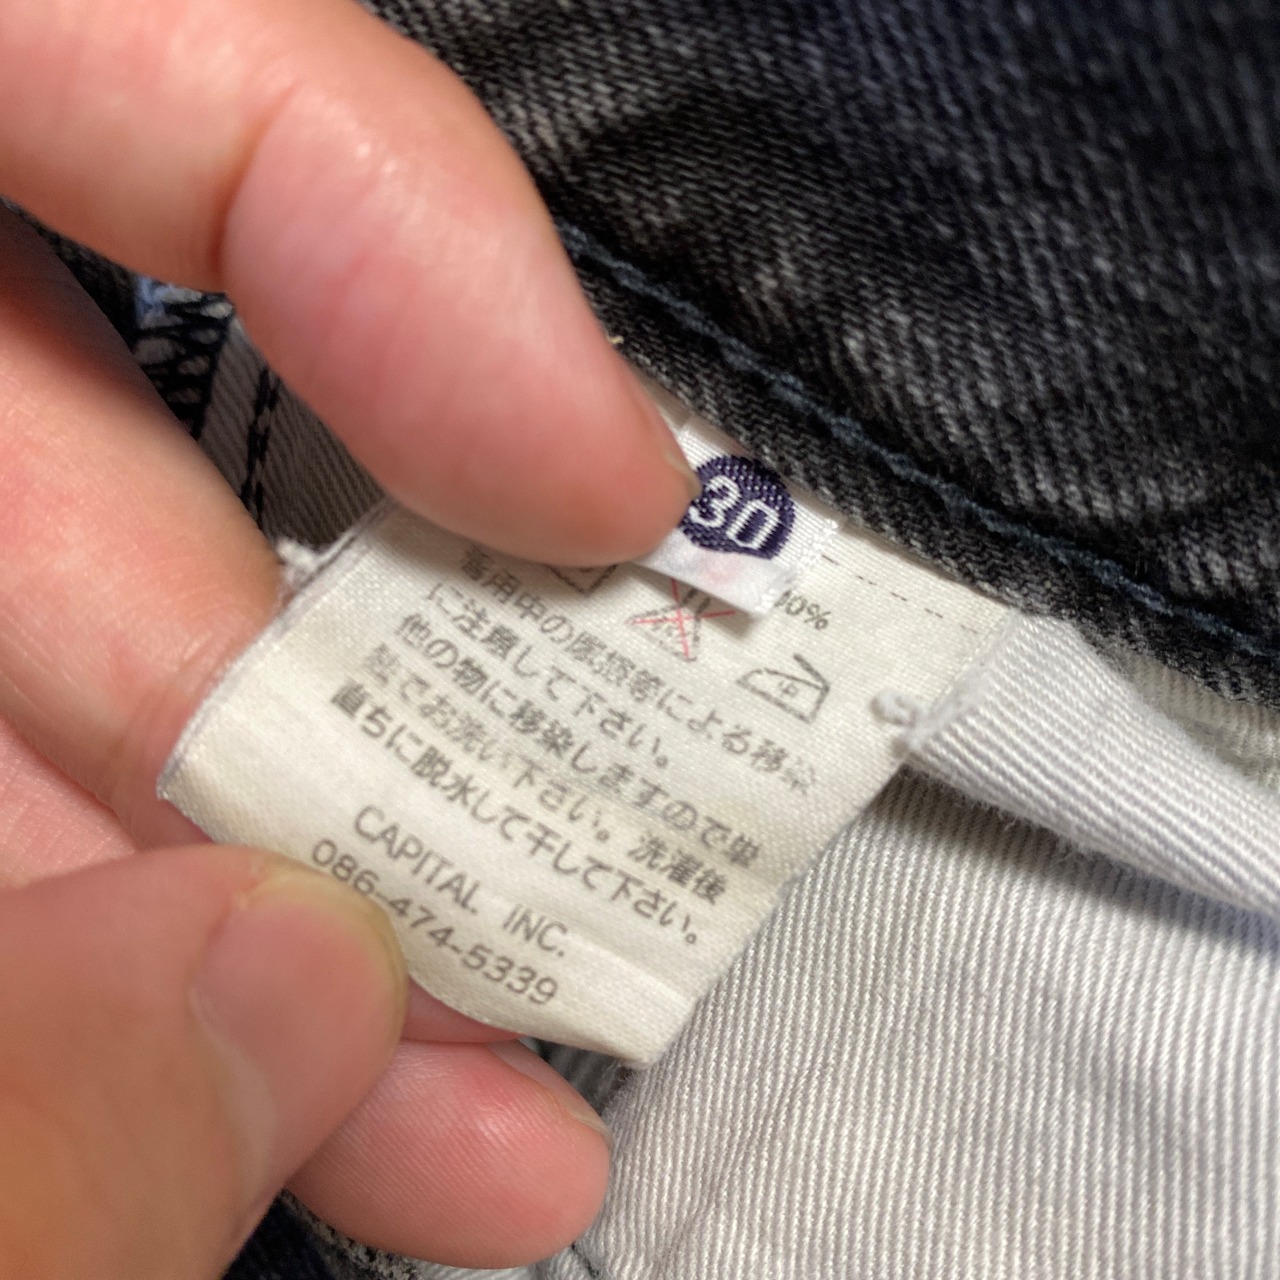 30
00%
中
着用中の摩擦等による移染
に注意して下さい。
他の物に移染しますので単
独でお洗い下さい。洗濯後
直ちに脱水して干して下さい。
CAPITAL. INC.
086-474-5339